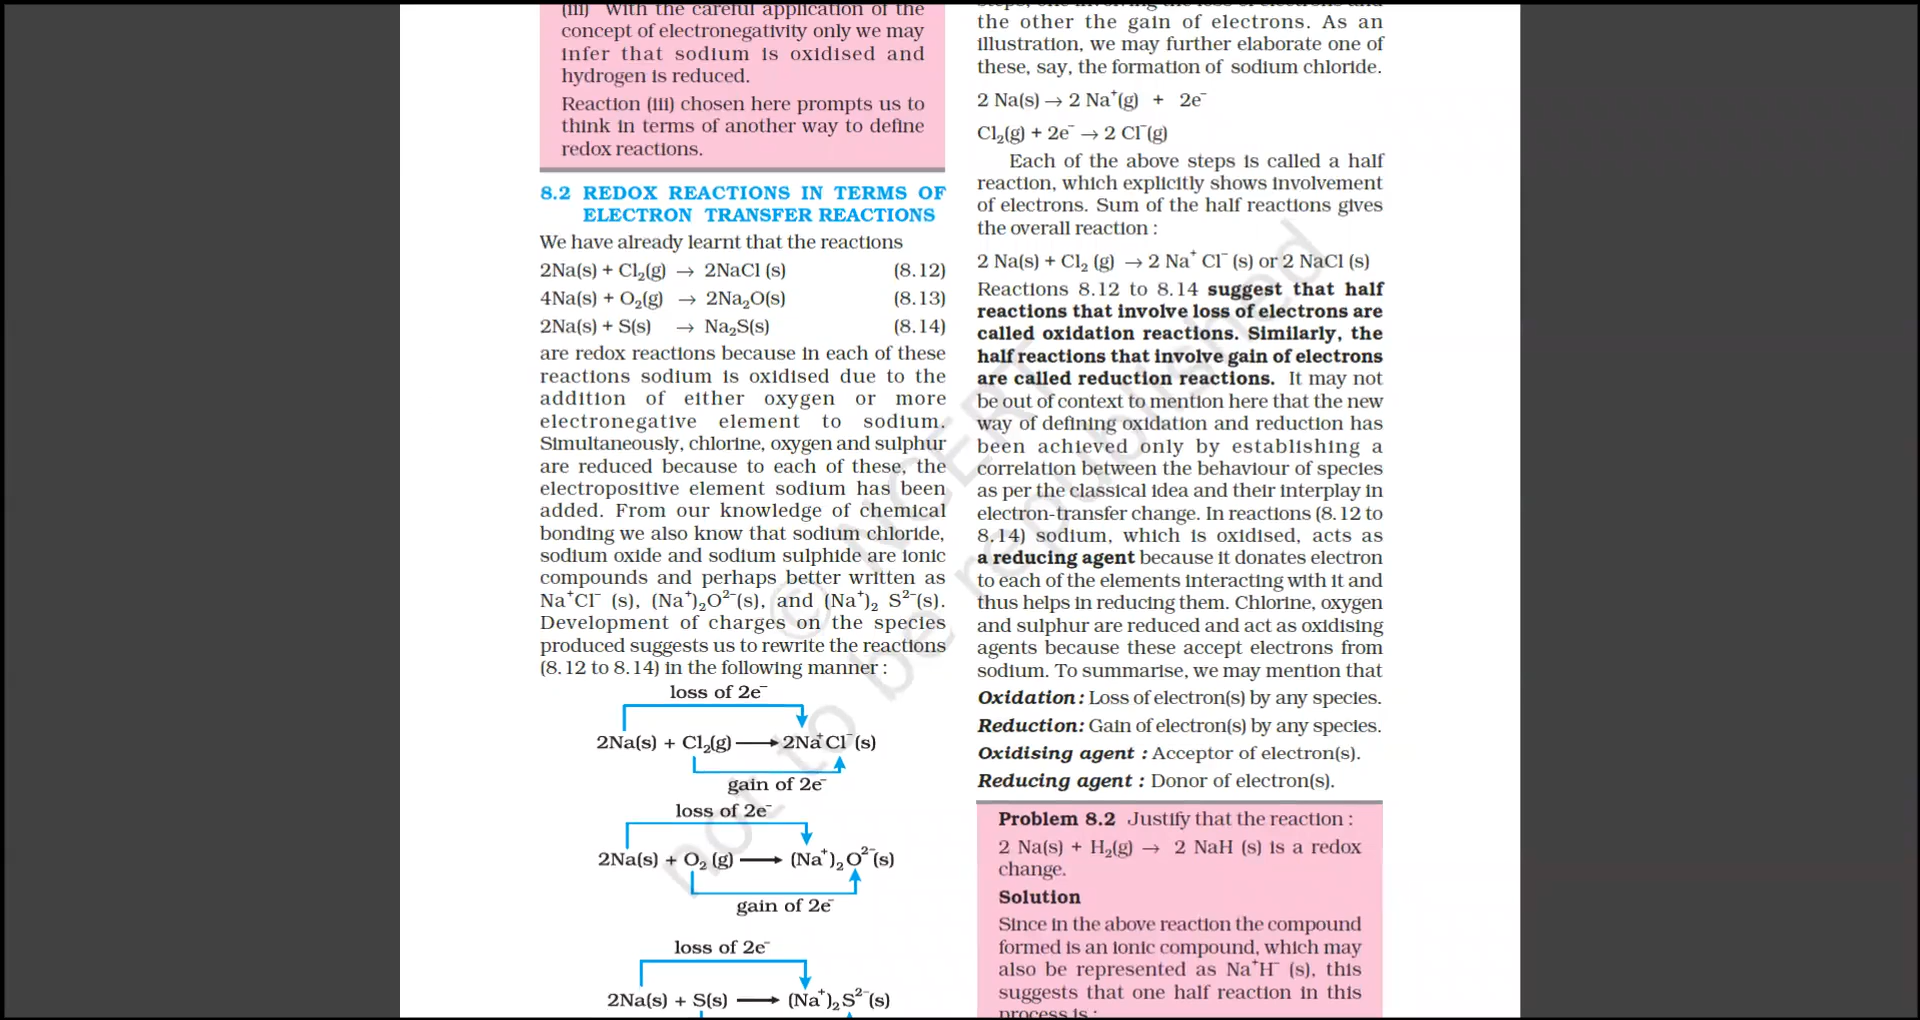 (iii) With the careful application of the
concept of electronegativity only we may
infer that sodium is oxidised and
hydrogen is reduced.
Reaction (iii) chosen here prompts us to
think in terms of another way to define
redox reactions.
8.2 REDOX REACTIONS IN TERMS OF
ELECTRON TRANSFER REACTIONS
We have already learnt that the reactions
2Na(s) + Cl₂(g) → 2NaCl (s) (8.12)
4Na(s) + O₂(g) → 2Na₂O(s) (8.13)
2Na(s) + S(s) → Na₂S(s) (8.14)
are redox reactions because in each of these
reactions sodium is oxidised due to the
addition of either oxygen or more
electronegative element to sodium.
Simultaneously, chlorine, oxygen and sulphur
are reduced because to each of these, the
electropositive element sodium has been
added. From our knowledge of chemical
bonding we also know that sodium chloride,
sodium oxide and sodium sulphide are ionic
compounds and perhaps better written as
Na⁺Cl⁻ (s), (Na⁺)₂O²⁻(s), and (Na⁺)₂ S²⁻(s).
Development of charges on the species
produced suggests us to rewrite the reactions
(8.12 to 8.14) in the following manner :
loss of 2e⁻
2Na(s) + Cl₂(g) → 2Na⁺Cl⁻(s)
gain of 2e⁻
loss of 2e⁻
2Na(s) + O₂ (g) → (Na⁺)₂O²⁻(s)
gain of 2e⁻
loss of 2e⁻
2Na(s) + S(s) → (Na⁺)₂S²⁻(s)
the other the gain of electrons. As an
illustration, we may further elaborate one of
these, say, the formation of sodium chloride.
2 Na(s) → 2 Na⁺(g) + 2e⁻
Cl₂(g) + 2e⁻ → 2 Cl⁻(g)
Each of the above steps is called a half
reaction, which explicitly shows involvement
of electrons. Sum of the half reactions gives
the overall reaction :
2 Na(s) + Cl₂ (g) → 2 Na⁺ Cl⁻ (s) or 2 NaCl (s)
Reactions 8.12 to 8.14 suggest that half
reactions that involve loss of electrons are
called oxidation reactions. Similarly, the
half reactions that involve gain of electrons
are called reduction reactions. It may not
be out of context to mention here that the new
way of defining oxidation and reduction has
been achieved only by establishing a
correlation between the behaviour of species
as per the classical idea and their interplay in
electron-transfer change. In reactions (8.12 to
8.14) sodium, which is oxidised, acts as
a reducing agent because it donates electron
to each of the elements interacting with it and
thus helps in reducing them. Chlorine, oxygen
and sulphur are reduced and act as oxidising
agents because these accept electrons from
sodium. To summarise, we may mention that
Oxidation : Loss of electron(s) by any species.
Reduction: Gain of electron(s) by any species.
Oxidising agent : Acceptor of electron(s).
Reducing agent : Donor of electron(s).
Problem 8.2 Justify that the reaction :
2 Na(s) + H₂(g) → 2 NaH (s) is a redox
change.
Solution
Since in the above reaction the compound
formed is an ionic compound, which may
also be represented as Na⁺H⁻ (s), this
suggests that one half reaction in this
process is :
© NCERT
not to be republished